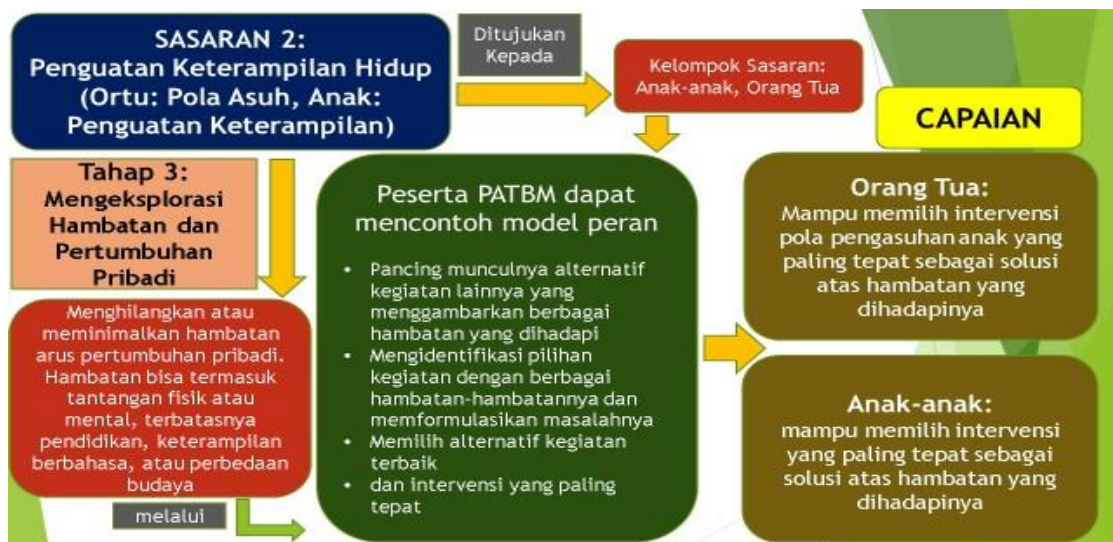 SASARAN 2:
Penguatan Keterampilan Hidup
(Ortu: Pola Asuh, Anak:
Penguatan Keterampilan)
Ditujukan
Kepada
Kelompok Sasaran:
Anak-anak, Orang Tua
CAPAIAN
Tahap 3:
Mengeksplorasi
Hambatan dan
Pertumbuhan
Pribadi
Menghilangkan atau
meminimalkan hambatan
arus pertumbuhan pribadi.
Hambatan bisa termasuk
tantangan fisik atau
mental, terbatasnya
pendidikan, keterampilan
berbahasa, atau perbedaan
budaya
melalui
Peserta PATBM dapat
mencontoh model peran
• Pancing munculnya alternatif
kegiatan lainnya yang
menggambarkan berbagai
hambatan yang dihadapi
• Mengidentifikasi pilihan
kegiatan dengan berbagai
hambatan-hambatannya dan
memformulasikan masalahnya
• Memilih alternatif kegiatan
terbaik
• dan intervensi yang paling
tepat
Orang Tua:
Mampu memilih intervensi
pola pengasuhan anak yang
paling tepat sebagai solusi
atas hambatan yang
dihadapinya
Anak-anak:
mampu memilih intervensi
yang paling tepat sebagai
solusi atas hambatan yang
dihadapinya